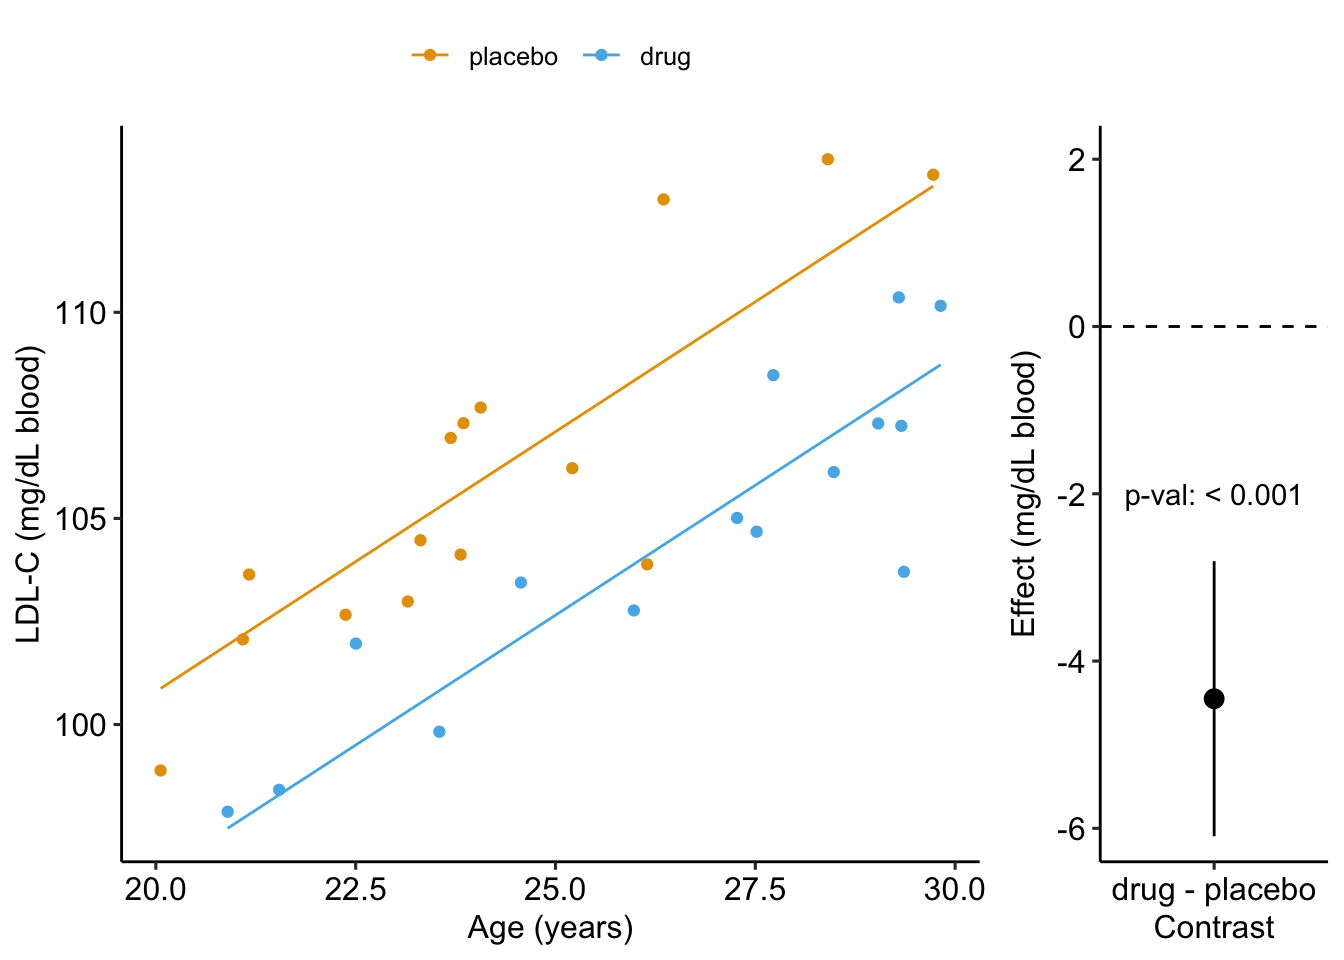 placebo drug
LDL-C (mg/dL blood)
110
105
100
20.0 22.5 25.0 27.5 30.0
Age (years)
Effect (mg/dL blood)
2
0
-2
-4
-6
p-val: < 0.001
drug - placebo
Contrast